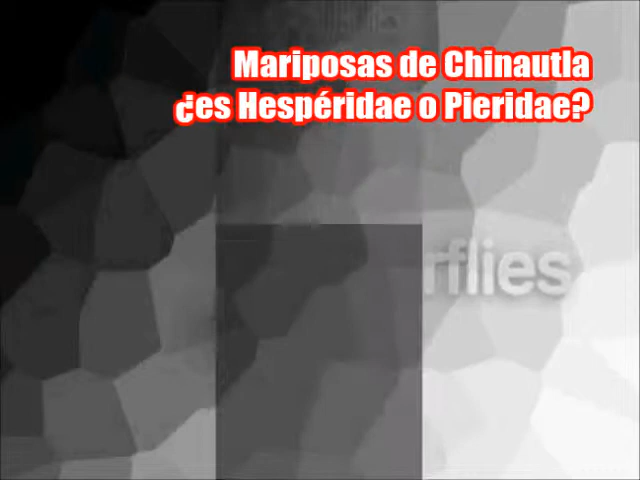 Mariposas de Chinautla
¿es Hespéridae o Pieridae?
rflies